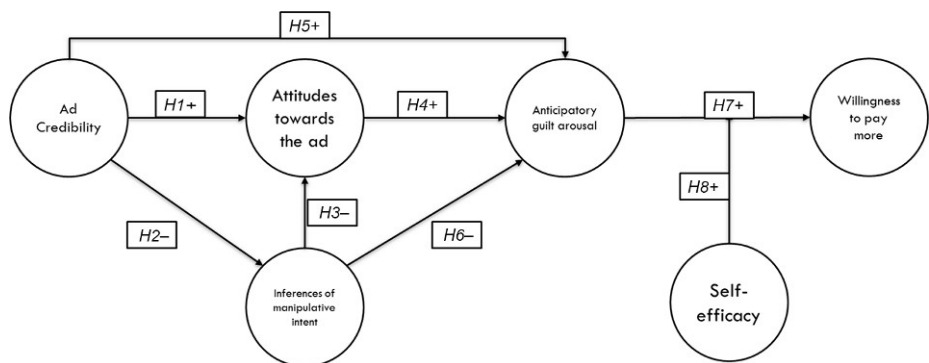 H5+
Ad
Credibility
H1+
Attitudes
towards
the ad
H4+
Anticipatory
guilt arousal
H7+
Willingness
to pay
more
H2–
H3–
H6–
H8+
Inferences of
manipulative
intent
Self-
efficacy